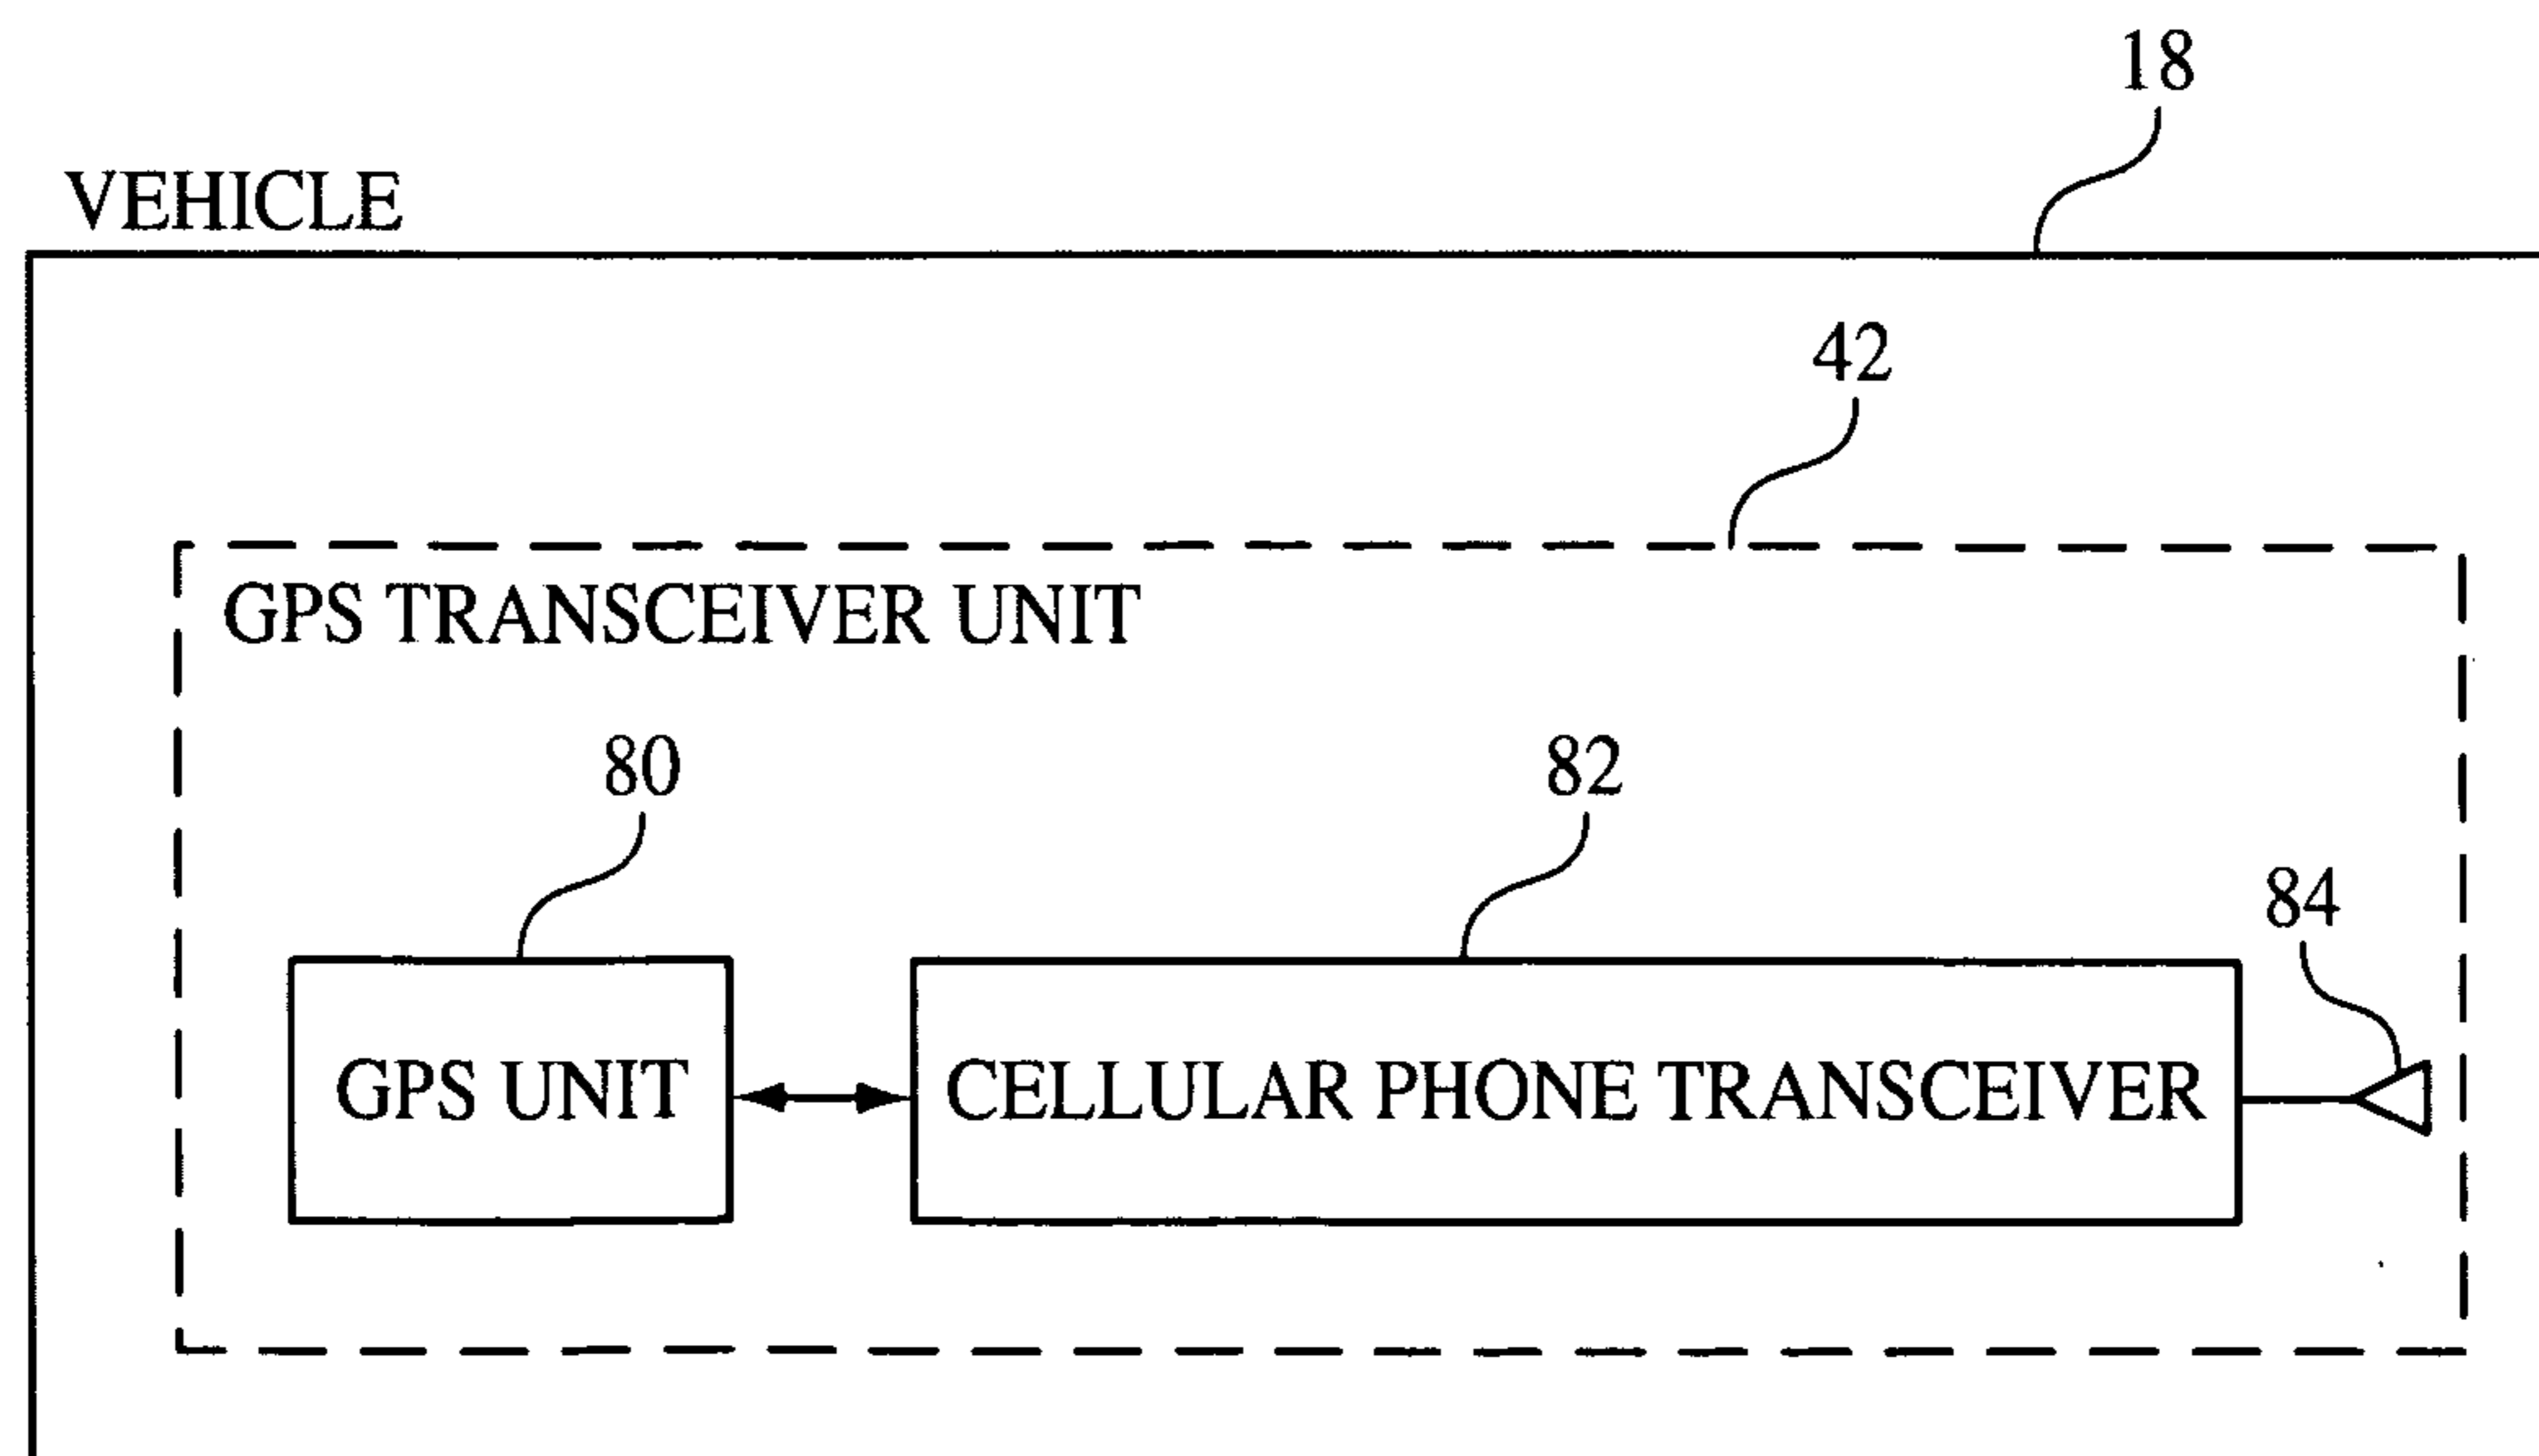 18
VEHICLE
42
GPS TRANSCEIVER UNIT
80
82
84
GPS UNIT
CELLULAR PHONE TRANSCEIVER